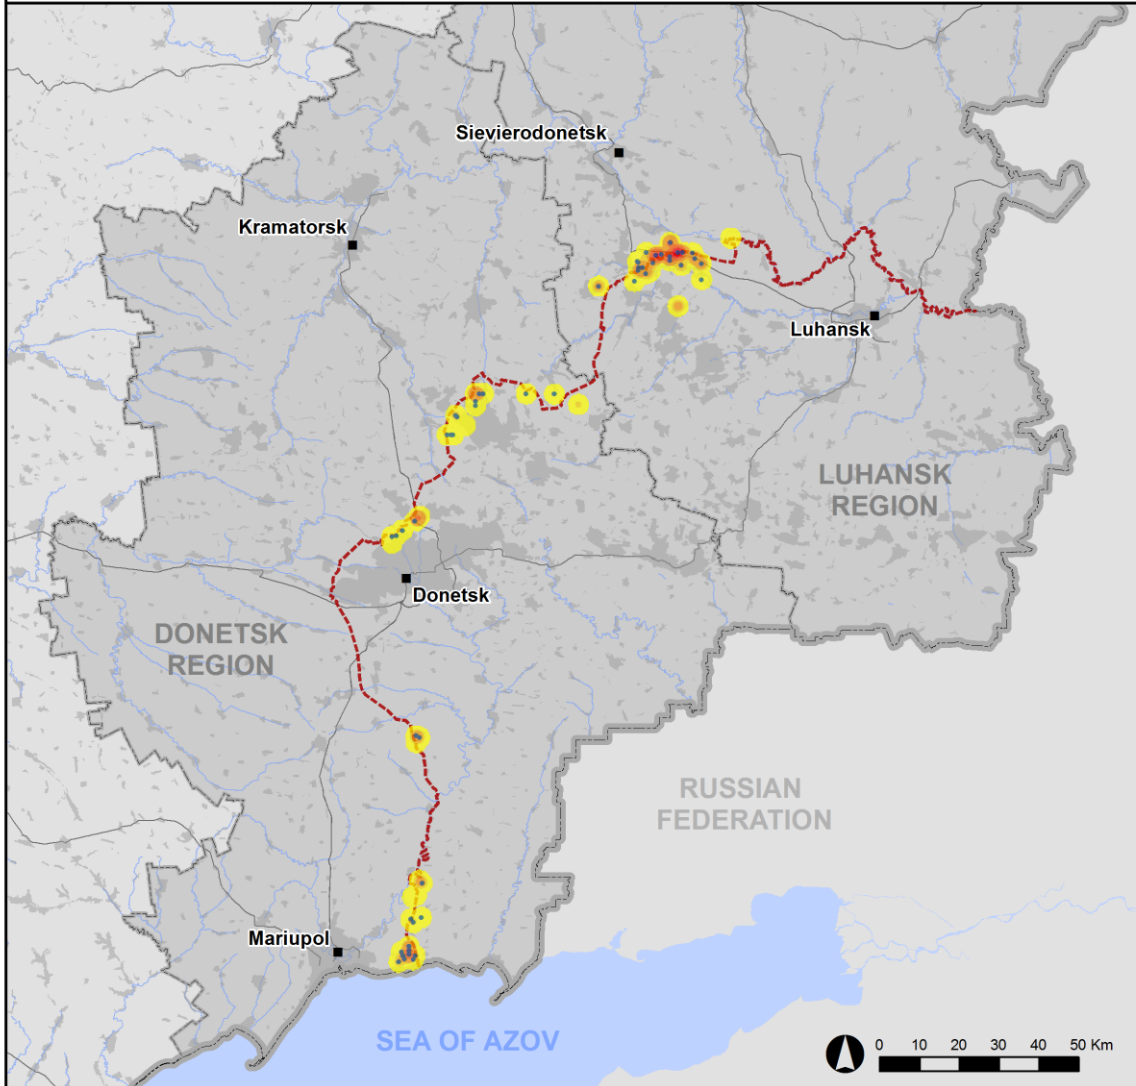 Sievierodonetsk
Kramatorsk
Luhansk
LUHANSK
REGION
Donetsk
DONETSK
REGION
RUSSIAN
FEDERATION
Mariupol
SEA OF AZOV
0 10 20 30 40 50 Km